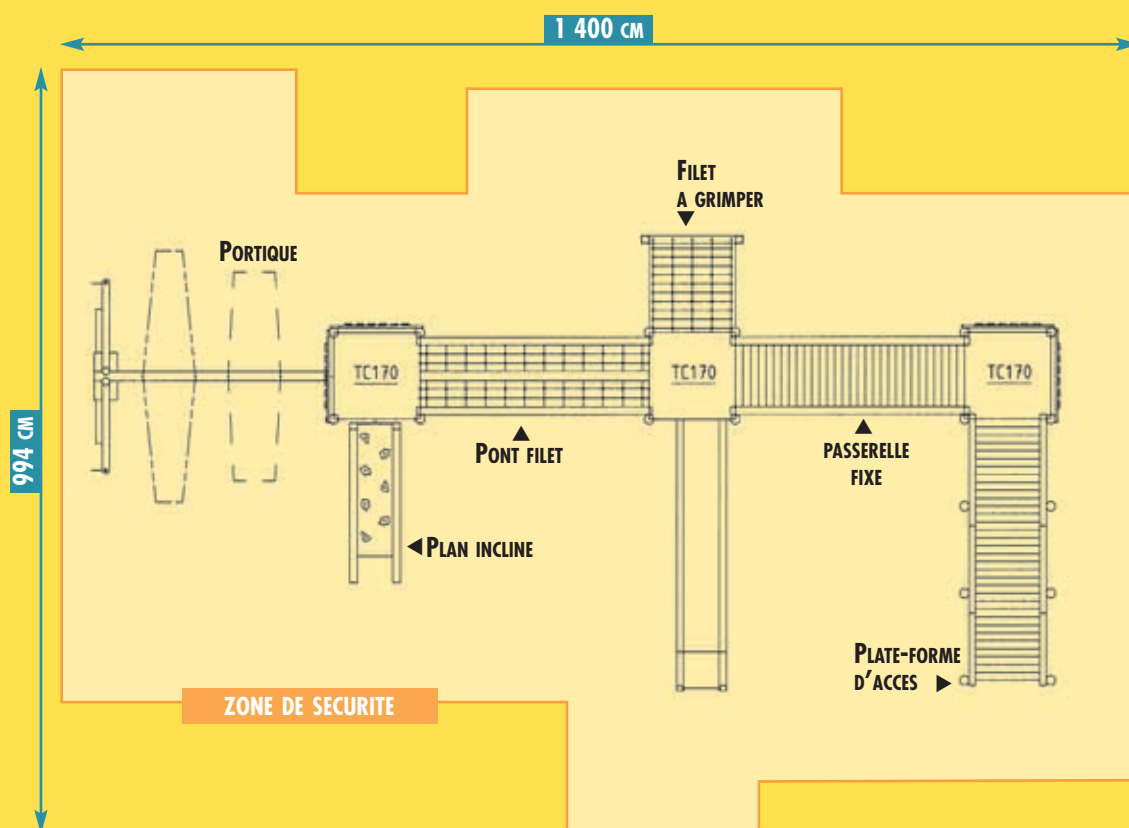 1 400 CM
FILET
A GRIMPER
PORTIQUE
TC170
TC170
TC170
994 CM
PONT FILET
PASSERELLE
FIXE
PLAN INCLINE
PLATE-FORME
D'ACCES
ZONE DE SECURITE